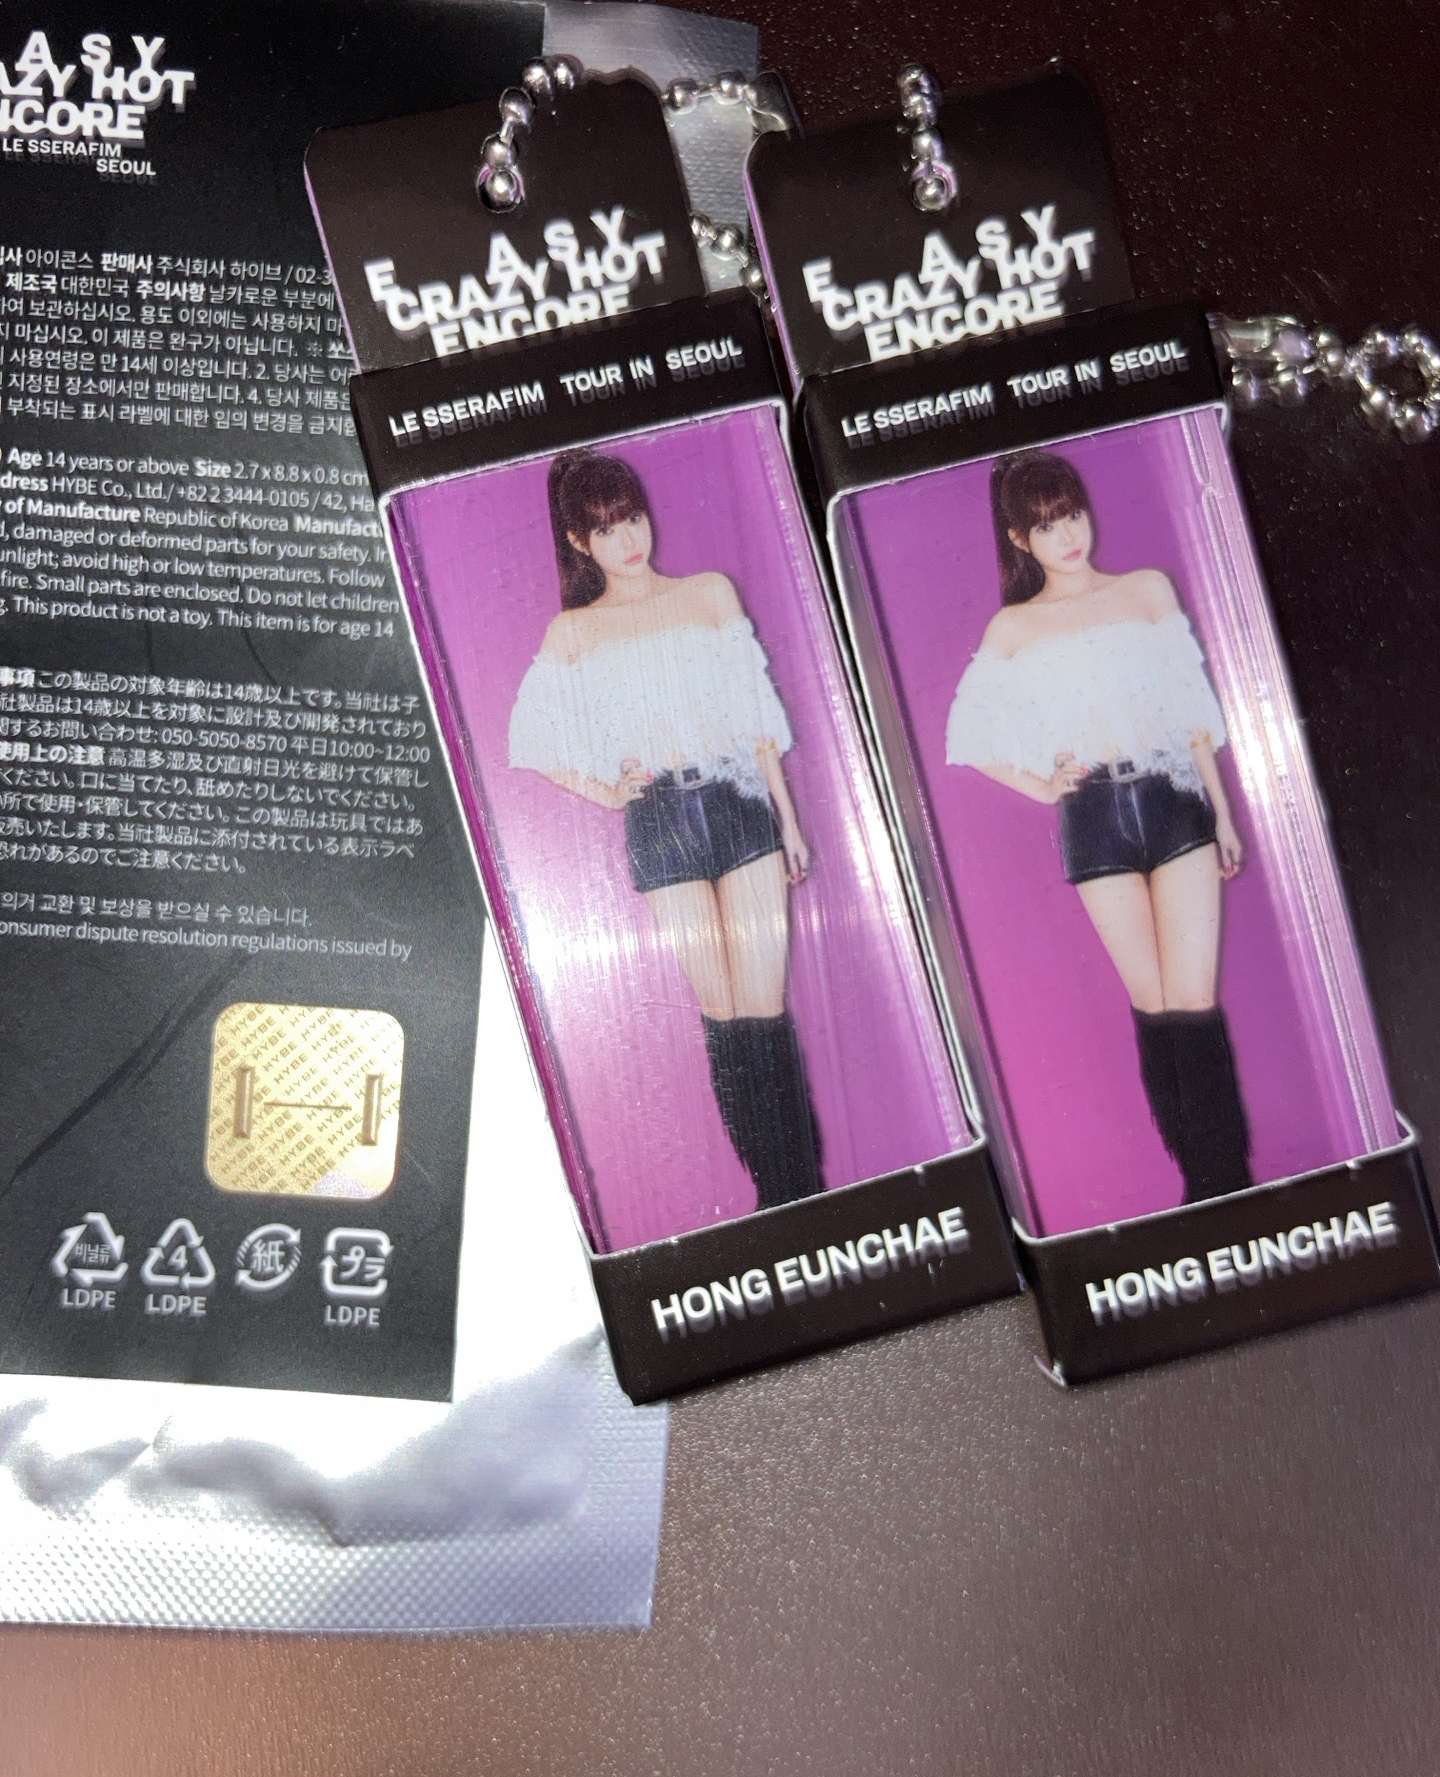 ASY
AZY HOT
NCORE
LE SSERAFIM
SEOUL
사 아이콘스 판매사 주식회사 하이브 / 02-3
제조국 대한민국 주의사항 날카로운 부분에
하여 보관하십시오. 용도 이외에는 사용하지 마
지 마십시오. 이 제품은 완구가 아닙니다. ※
사용연령은 만 14세 이상입니다. 2. 당사는
지정된 장소에서만 판매합니다. 4. 당사 제품
부착되는 표시 라벨에 대한 임의 변경을 금지
Age 14 years or above Size 2.7 x 8.8 x 0.8 cm
dress HYBE Co., Ltd. / +82 2 3444-0105 / 42, Ha
of Manufacture Republic of Korea Manufact
d, damaged or deformed parts for your safety. In
unlight; avoid high or low temperatures. Follow
fire. Small parts are enclosed. Do not let children
g. This product is not a toy. This item is for age 14
事項 この製品の対象年齢は14歳以上です。当社は子
社製品は14歳以上を対象に設計及び開発されており
関するお問い合わせ: 050-5050-8570 平日10:00~12:00
使用上の注意 高温多湿及び直射日光を避けて保管し
ください。口に当てたり、舐めたりしないでください。
所で使用・保管してください。この製品は玩具ではあ
販売いたします。当社製品に添付されている表示ラベ
恐れがあるのでご注意ください。
의거 교환 및 보상을 받으실 수 있습니다.
onsumer dispute resolution regulations issued by
HYBE
비닐류
LDPE
4
LDPE
紙
プラ
LDPE
EASY
CRAZY HOT
ENCORE
LE SSERAFIM TOUR IN SEOUL
HONG EUNCHAE
EASY
CRAZY HOT
ENCORE
LE SSERAFIM TOUR IN SEOUL
HONG EUNCHAE